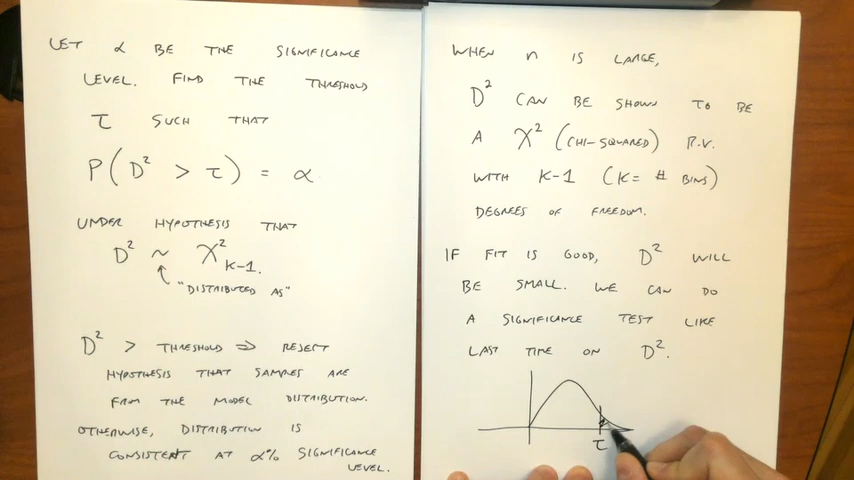 LET α BE THE SIGNIFICANCE
LEVEL. FIND THE THRESHOLD
τ SUCH THAT
P(D² > τ) = α
UNDER HYPOTHESIS THAT
D² ~ χ²_{K-1}.
"DISTRIBUTED AS"
D² > THRESHOLD ⇒ REJECT
HYPOTHESIS THAT SAMPLES ARE
FROM THE MODEL DISTRIBUTION.
OTHERWISE, DISTRIBUTION IS
CONSISTENT AT α% SIGNIFICANCE
LEVEL.
WHEN n IS LARGE,
D² CAN BE SHOWN TO BE
A χ² (CHI-SQUARED) R.V.
WITH K-1 (K = # BINS)
DEGREES OF FREEDOM.
IF FIT IS GOOD, D² WILL
BE SMALL. WE CAN DO
A SIGNIFICANCE TEST LIKE
LAST TIME ON D².
τ